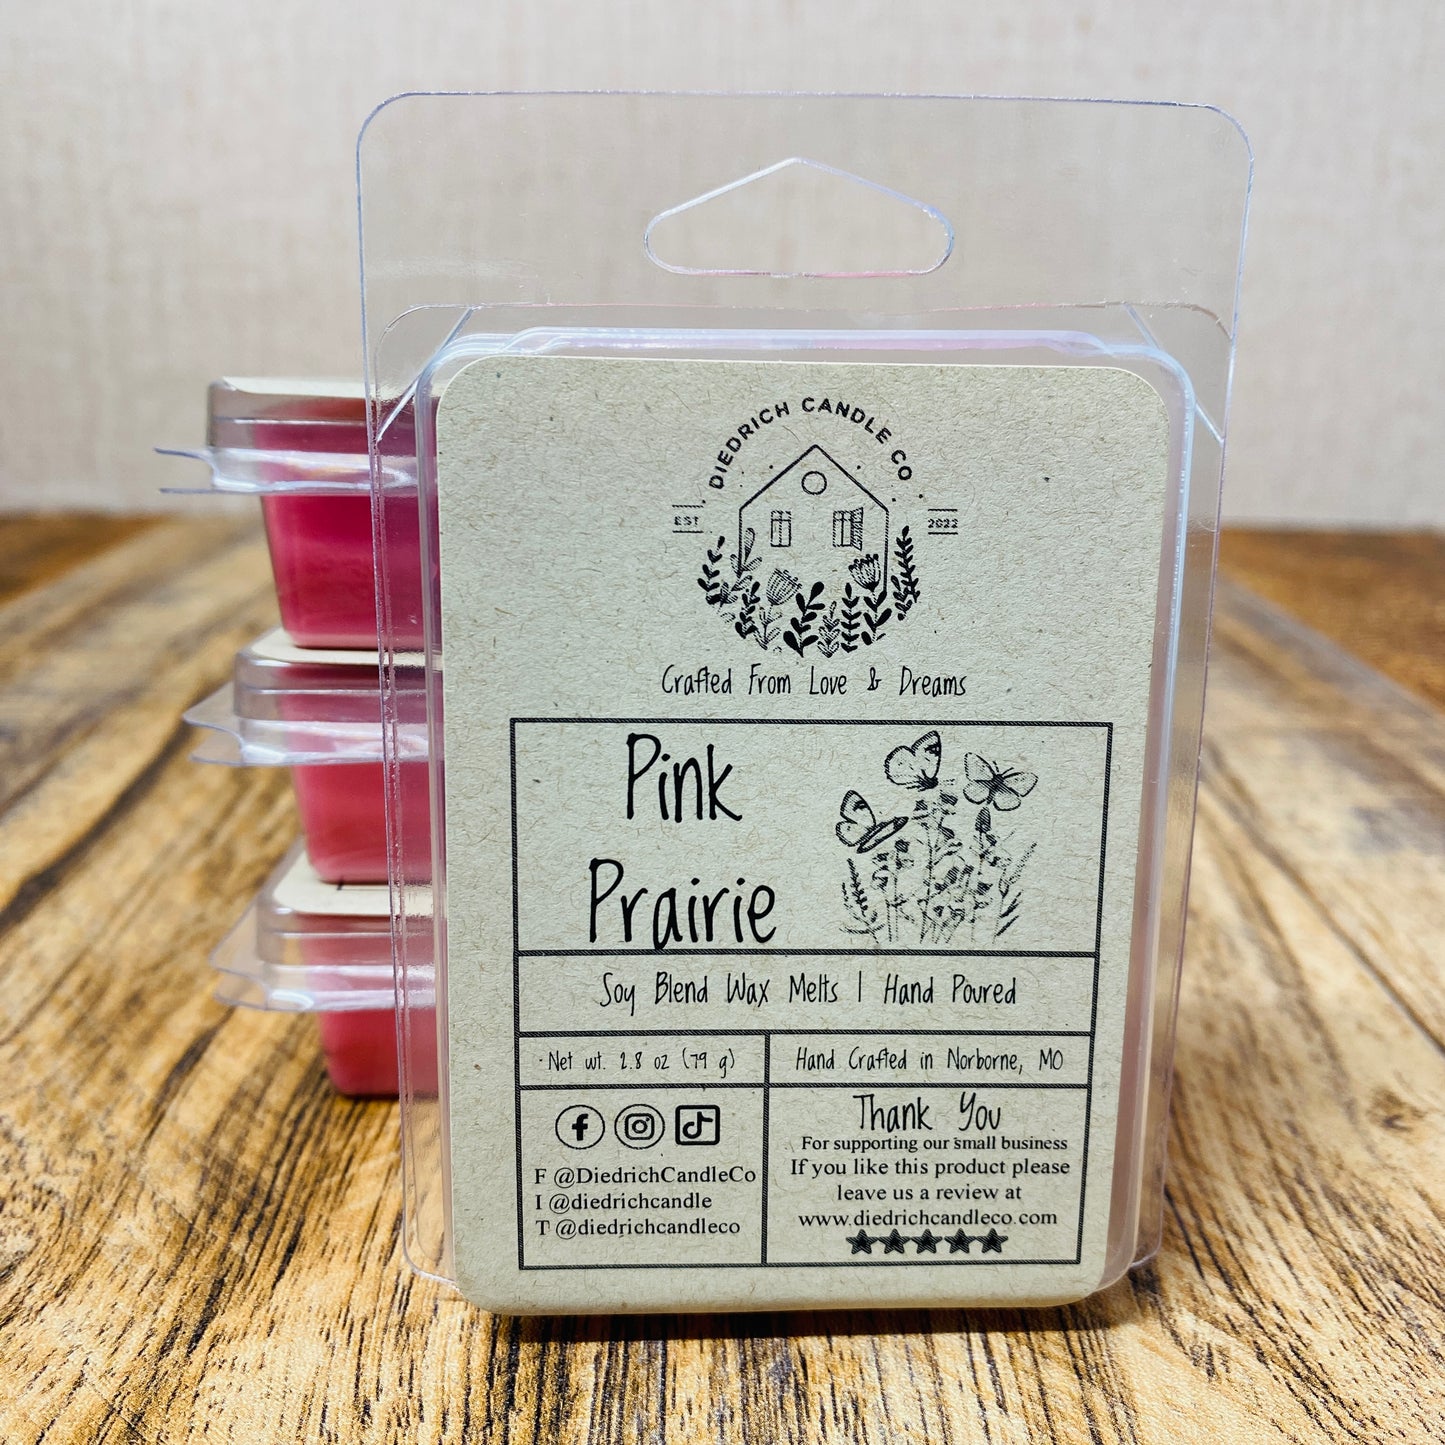 DIEDRICH CANDLE CO
EST 2022
Crafted From Love & Dreams
Pink
Prairie
Soy Blend Wax Melts | Hand Poured
Net wt. 2.8 oz (79 g)
Hand Crafted in Norborne, MO
F @DiedrichCandleCo
I @diedrichcandle
T @diedrichcandleco
Thank You
For supporting our small business
If you like this product please
leave us a review at
www.diedrichcandleco.com